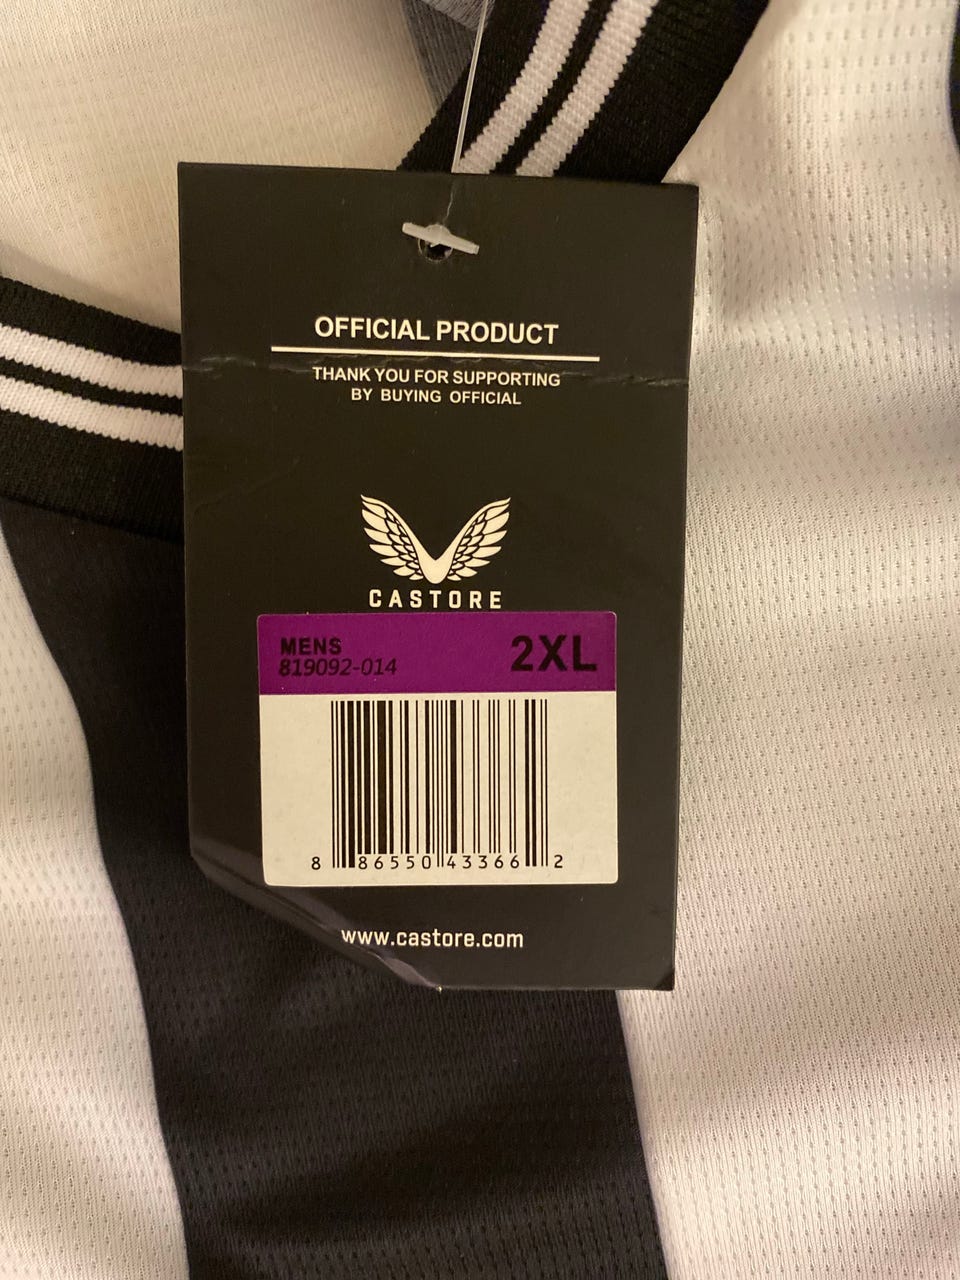 OFFICIAL PRODUCT
THANK YOU FOR SUPPORTING
BY BUYING OFFICIAL
CASTORE
MENS 2XL
819092-014
8 86550 43366 2
www.castore.com